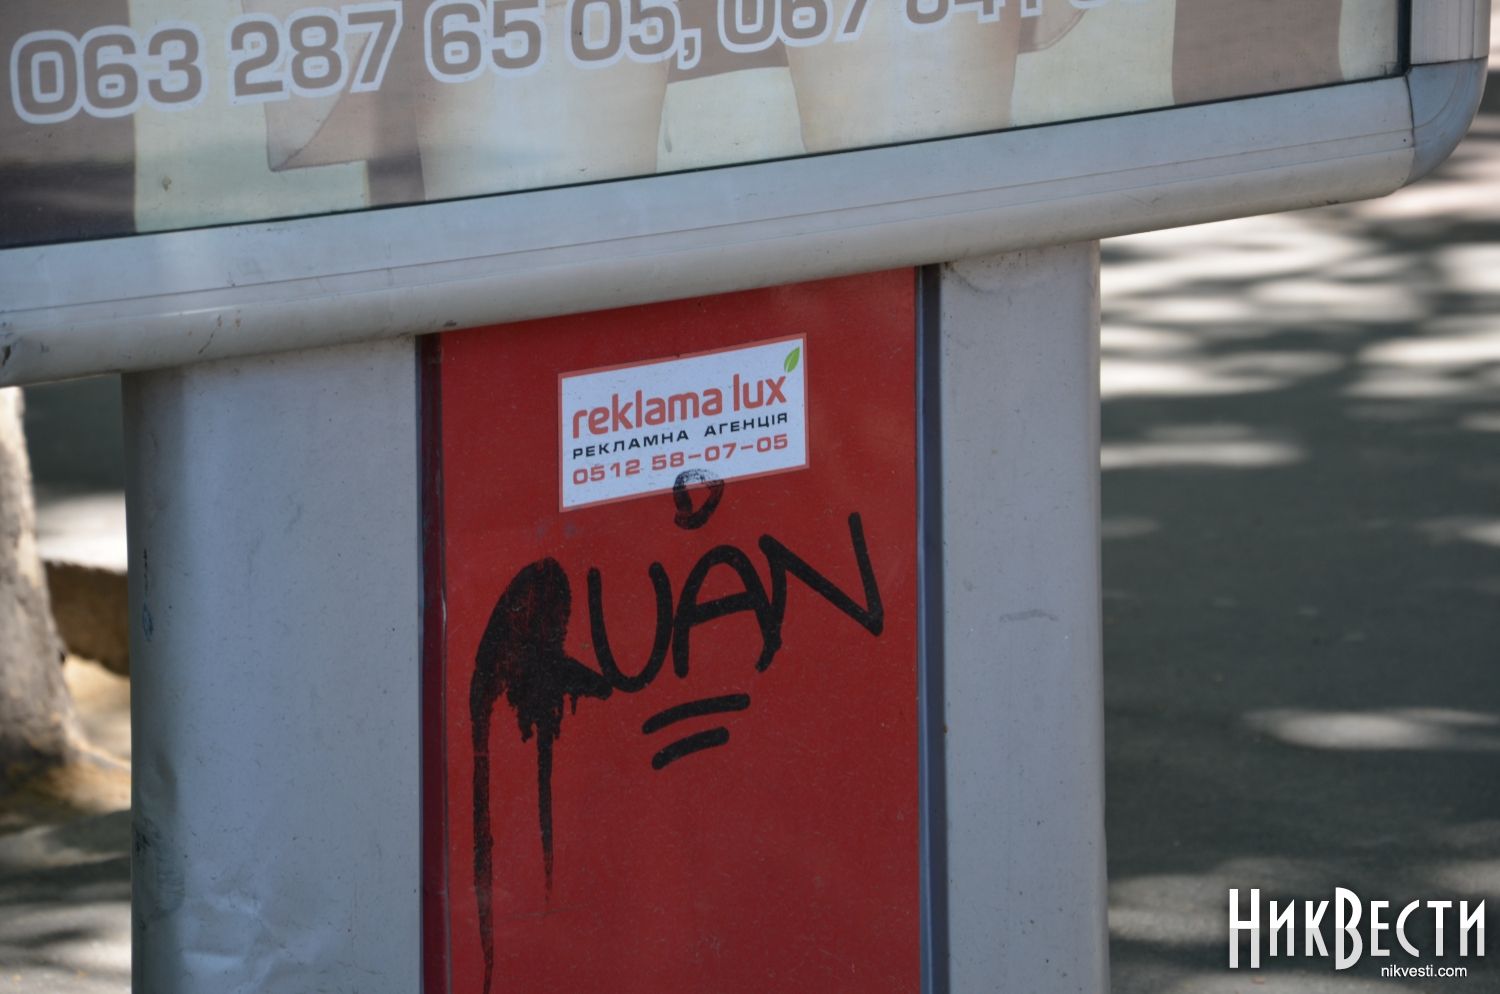 063 287 65 05, 067
reklama lux
РЕКЛАМНА АГЕНЦІЯ
0512 58-07-05
RUAN
НикВести
nikvesti.com